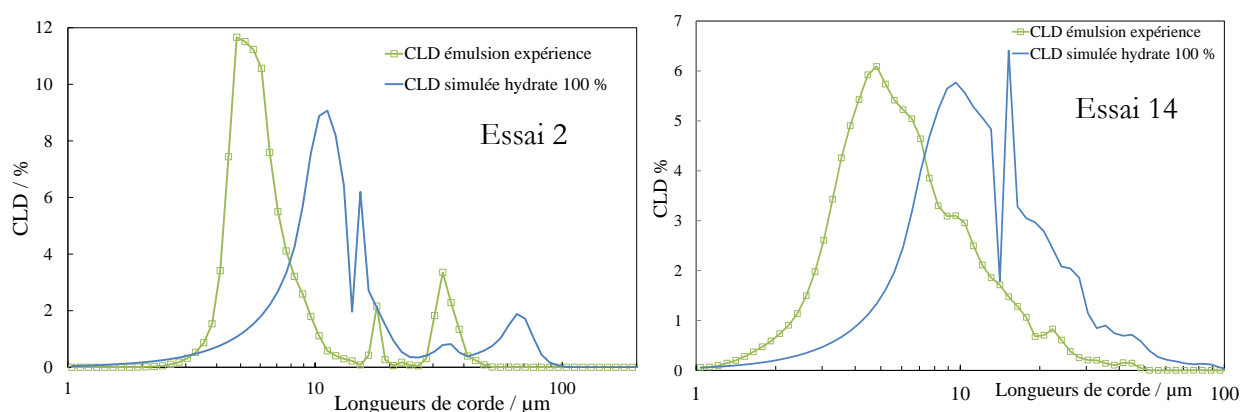 12
10
8
6
4
2
0
CLD / %
CLD émulsion expérience
CLD simulée hydrate 100 %
Essai 2
1
10
100
Longueurs de corde / µm
7
6
5
4
3
2
1
0
CLD %
CLD émulsion expérience
CLD simulée hydrate 100 %
Essai 14
1
10
100
Longueurs de corde / µm